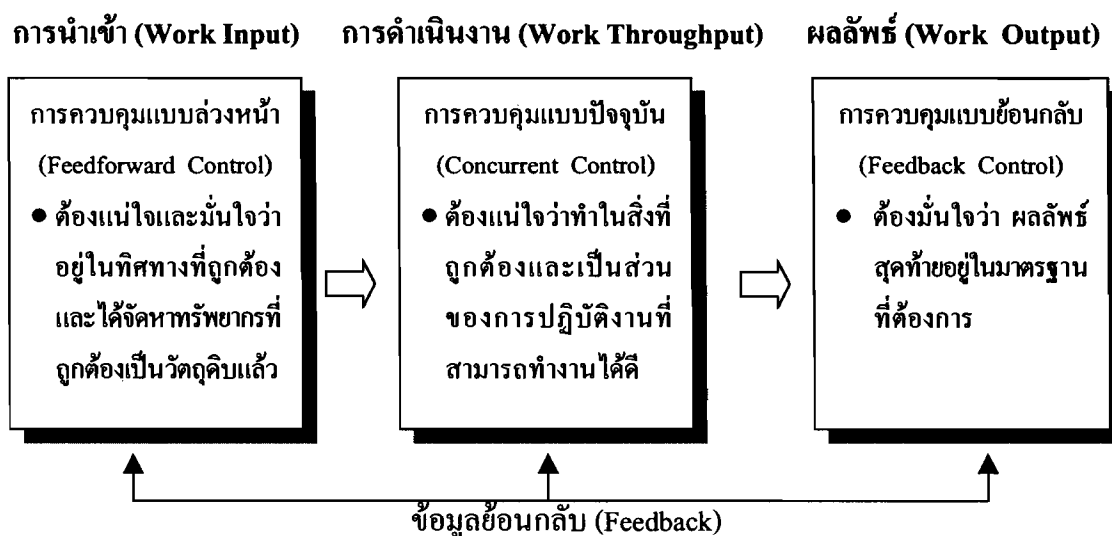 การนำเข้า (Work Input)
การดำเนินงาน (Work Throughput)
ผลลัพธ์ (Work Output)
การควบคุมแบบล่วงหน้า
(Feedforward Control)
● ต้องแน่ใจและมั่นใจว่า
อยู่ในทิศทางที่ถูกต้อง
และได้จัดหาทรัพยากรที่
ถูกต้องเป็นวัตถุดิบแล้ว
การควบคุมแบบปัจจุบัน
(Concurrent Control)
● ต้องแน่ใจว่าทำในสิ่งที่
ถูกต้องและเป็นส่วน
ของการปฏิบัติงานที่
สามารถทำงานได้ดี
การควบคุมแบบย้อนกลับ
(Feedback Control)
● ต้องมั่นใจว่า ผลลัพธ์
สุดท้ายอยู่ในมาตรฐาน
ที่ต้องการ
ข้อมูลย้อนกลับ (Feedback)